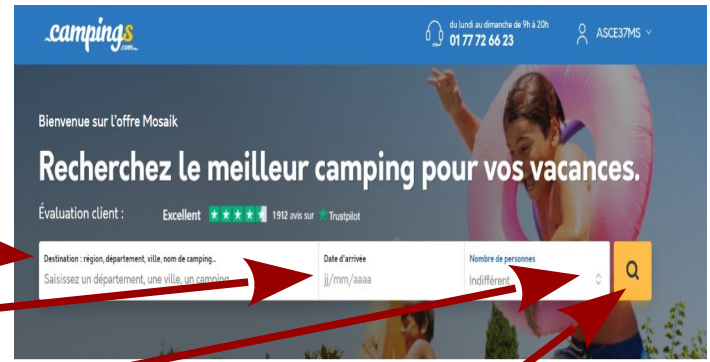 campings
.com
du lundi au dimanche de 9h à 20h
01 77 72 66 23
ASCE37MS
Bienvenue sur l'offre Mosaik
Recherchez le meilleur camping pour vos vacances.
Évaluation client :
Excellent
1912 avis sur
Trustpilot
Destination : région, département, ville, nom de camping...
Saisissez un département, une ville, un camping
Date d'arrivée
jj/mm/aaaa
Nombre de personnes
Indifférent